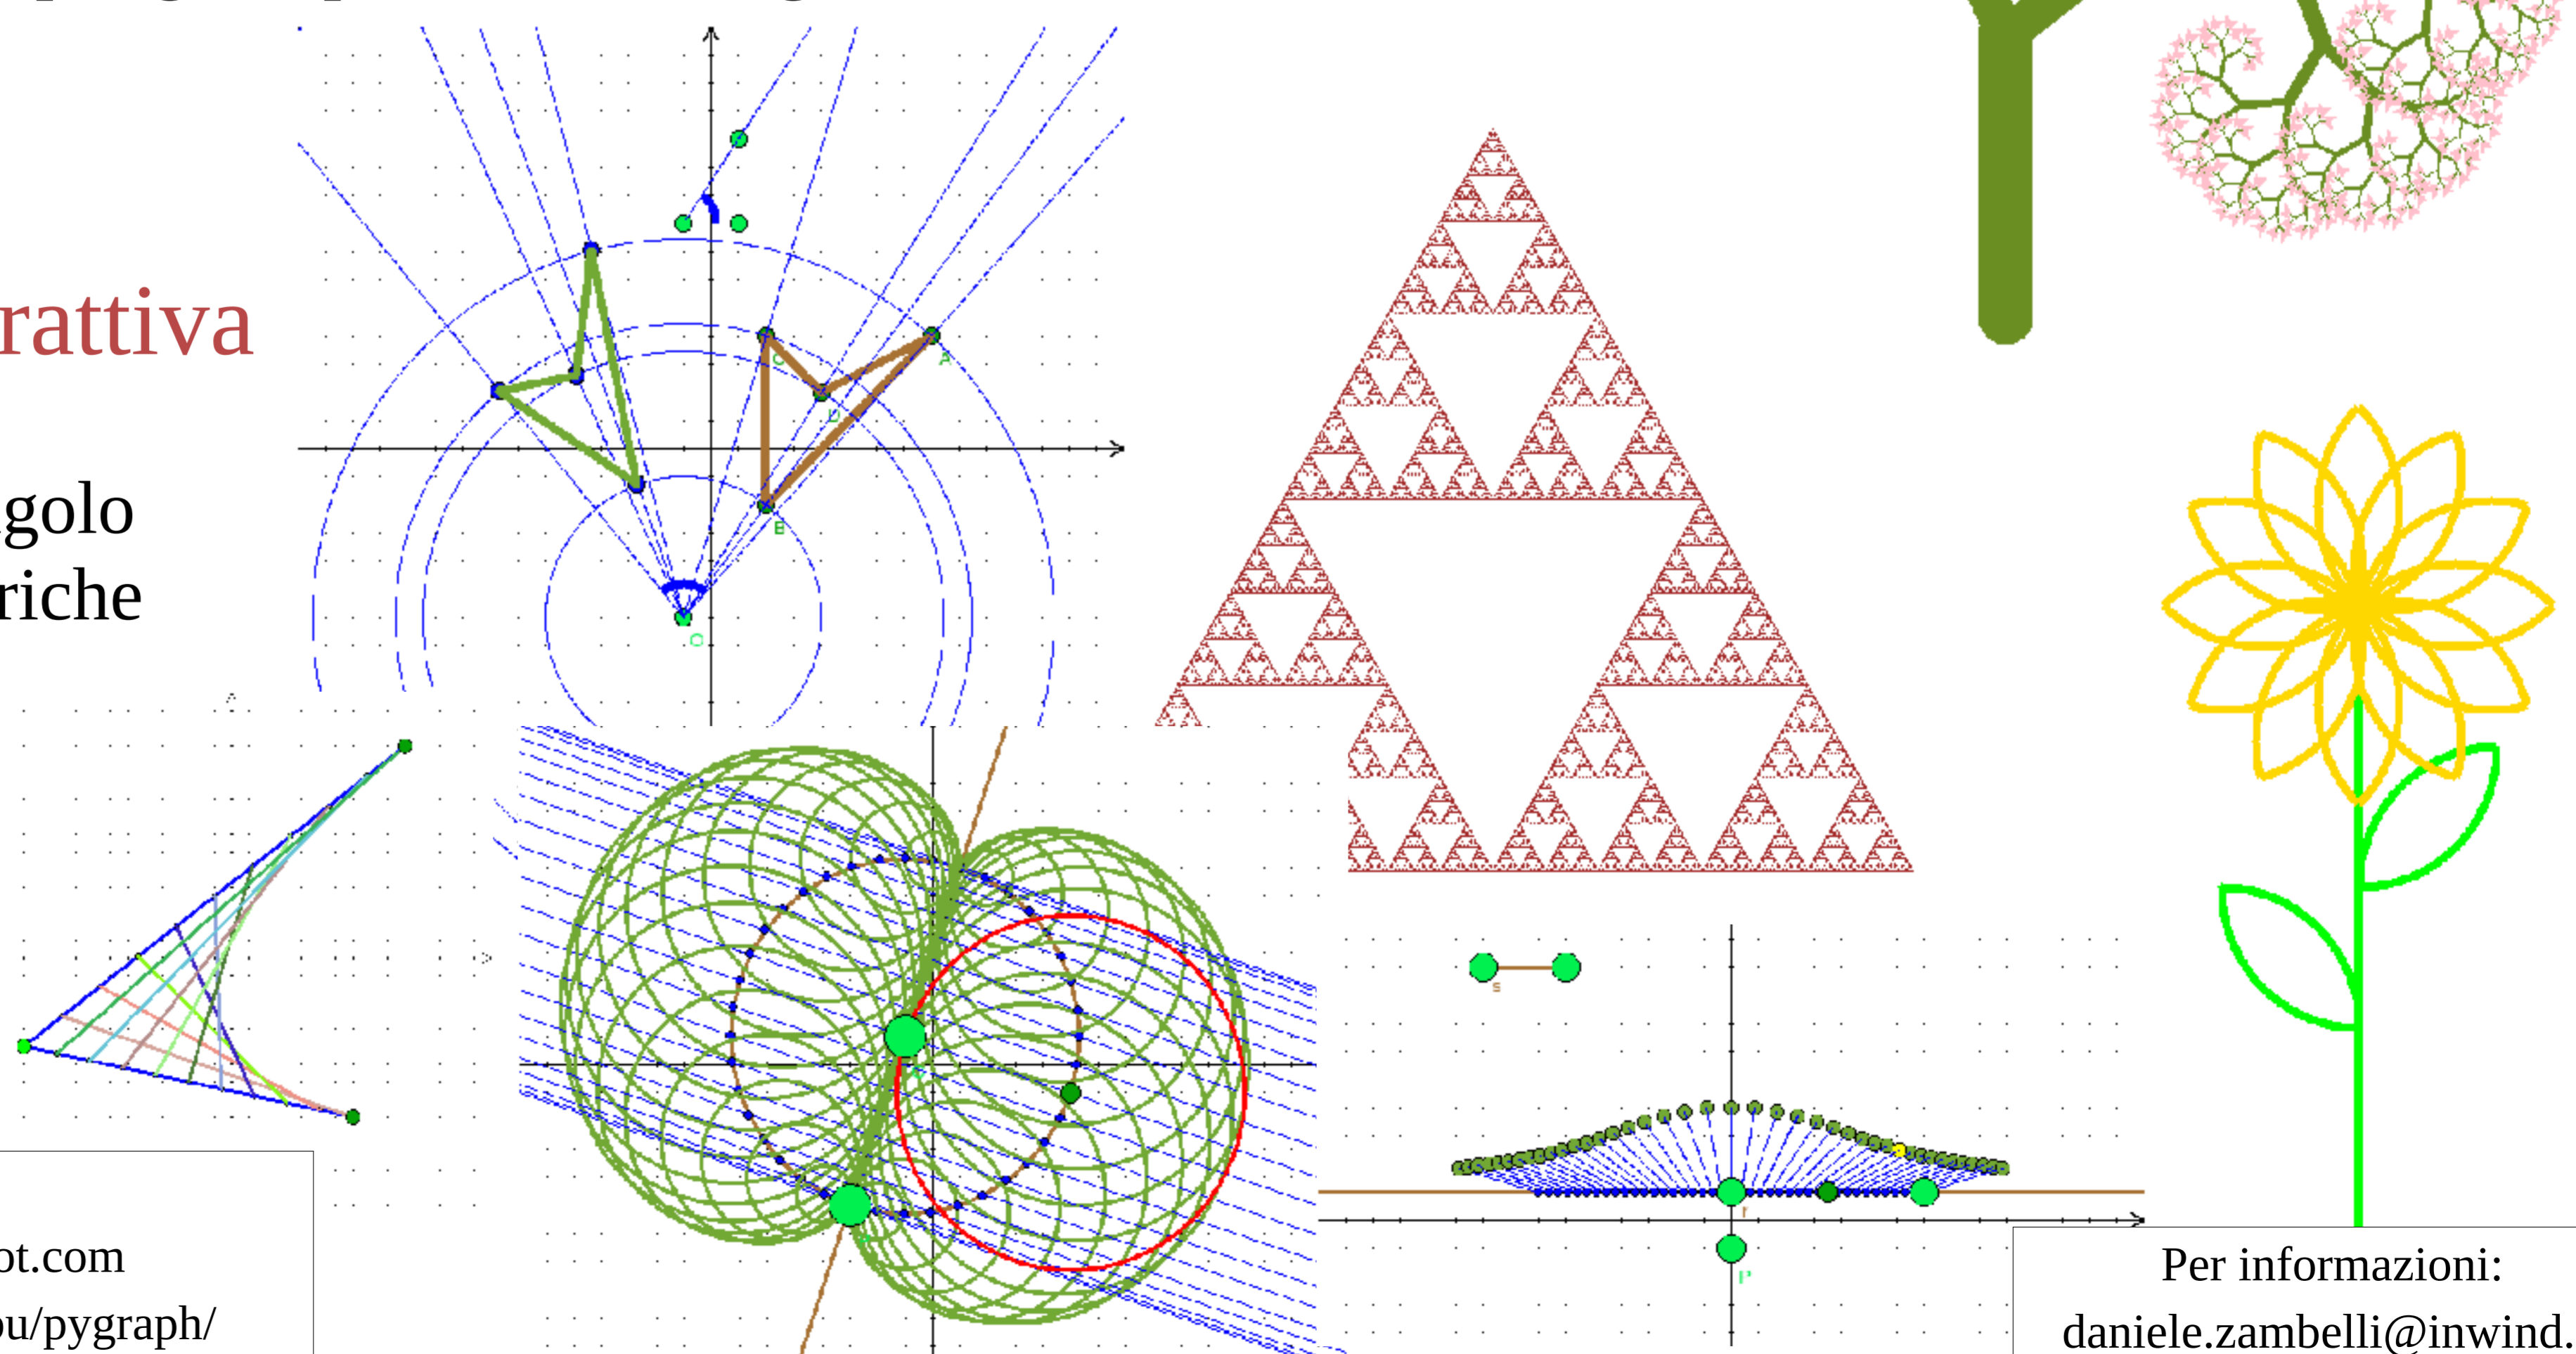 rattiva
golo
riche
C
A
D
B
O
s
r
P
ot.com
ou/pygraph/
Per informazioni:
daniele.zambelli@inwind.